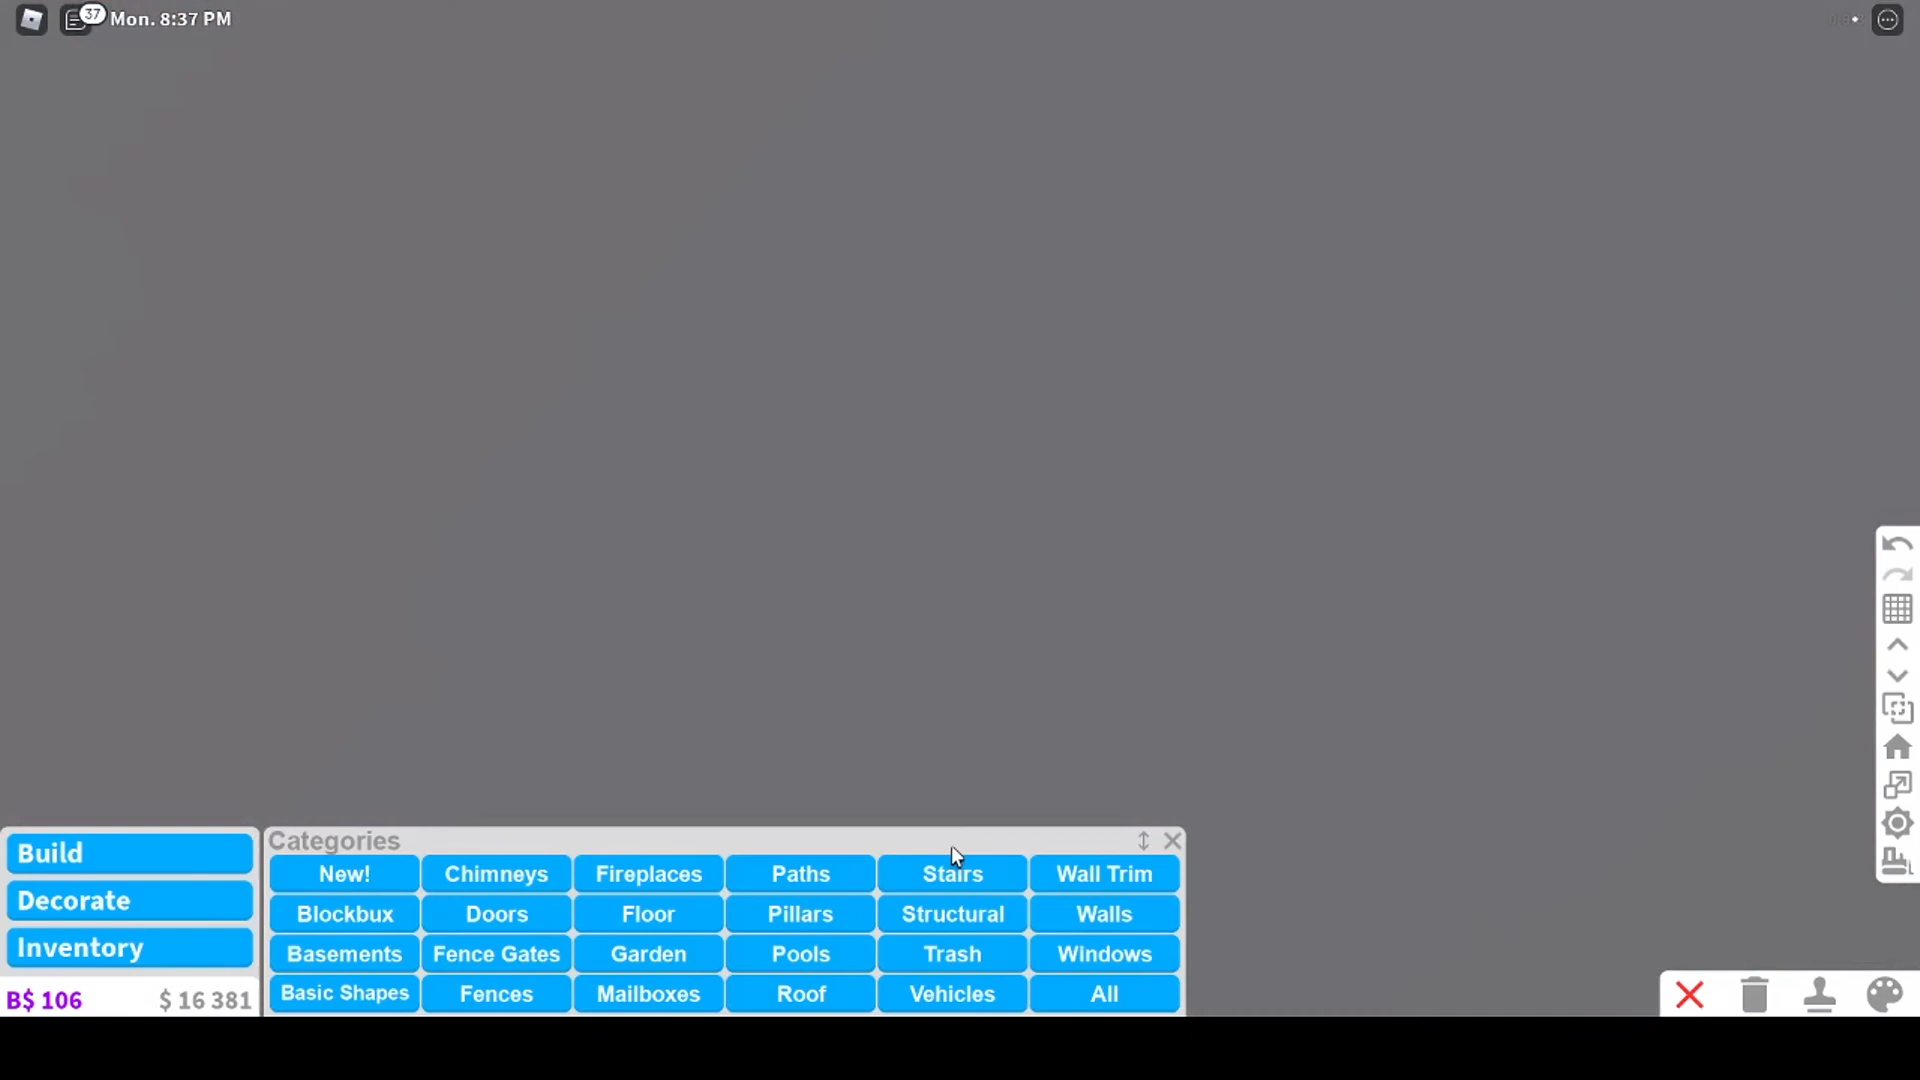 37 Mon. 8:37 PM
Build
Decorate
Inventory
B$ 106 $ 16 381
Categories
New! Chimneys Fireplaces Paths Stairs Wall Trim
Blockbux Doors Floor Pillars Structural Walls
Basements Fence Gates Garden Pools Trash Windows
Basic Shapes Fences Mailboxes Roof Vehicles All